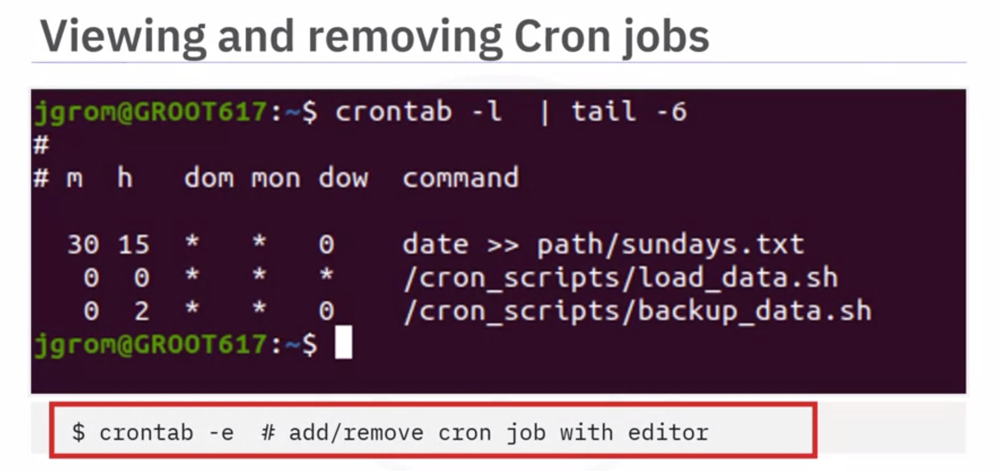 Viewing and removing Cron jobs
jgrom@GROOT617:~$ crontab -l  | tail -6
#
# m  h   dom mon dow  command
30 15  *   *   0    date >> path/sundays.txt
0  0  *   *   *    /cron_scripts/load_data.sh
0  2  *   *   0    /cron_scripts/backup_data.sh
jgrom@GROOT617:~$
$ crontab -e  # add/remove cron job with editor